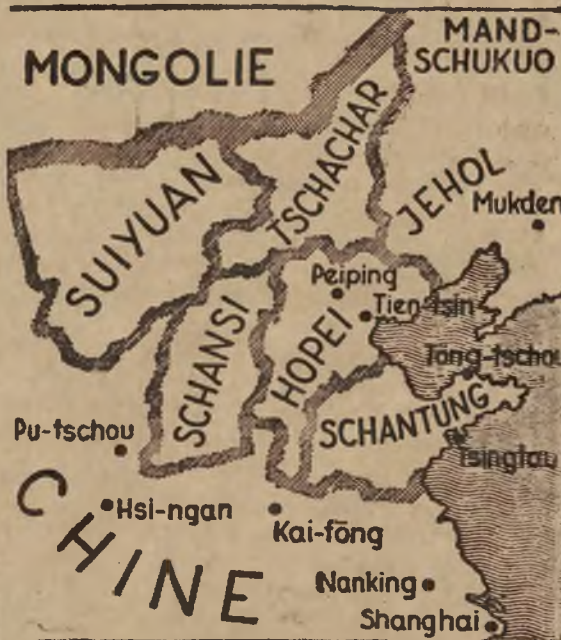 MONGOLIE
MAND-
SCHUKUO
SUIYUAN
TSCHACHAR
JEHOL
Mukden
Peiping
Tien-tsin
SCHANSI
HOPEI
Tong-tschou
SCHANTUNG
Tsingtau
Pu-tschou
Hsi-ngan
Kai-fōng
CHINE
Nanking
Shanghai